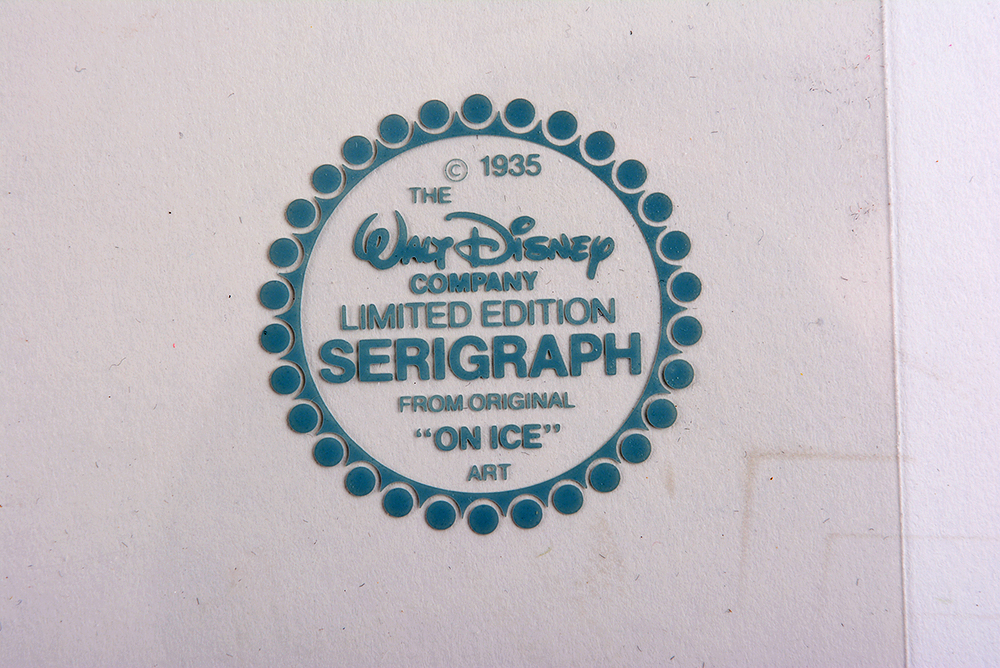 © 1935
THE
WALT DISNEY
COMPANY
LIMITED EDITION
SERIGRAPH
FROM ORIGINAL
“ON ICE”
ART